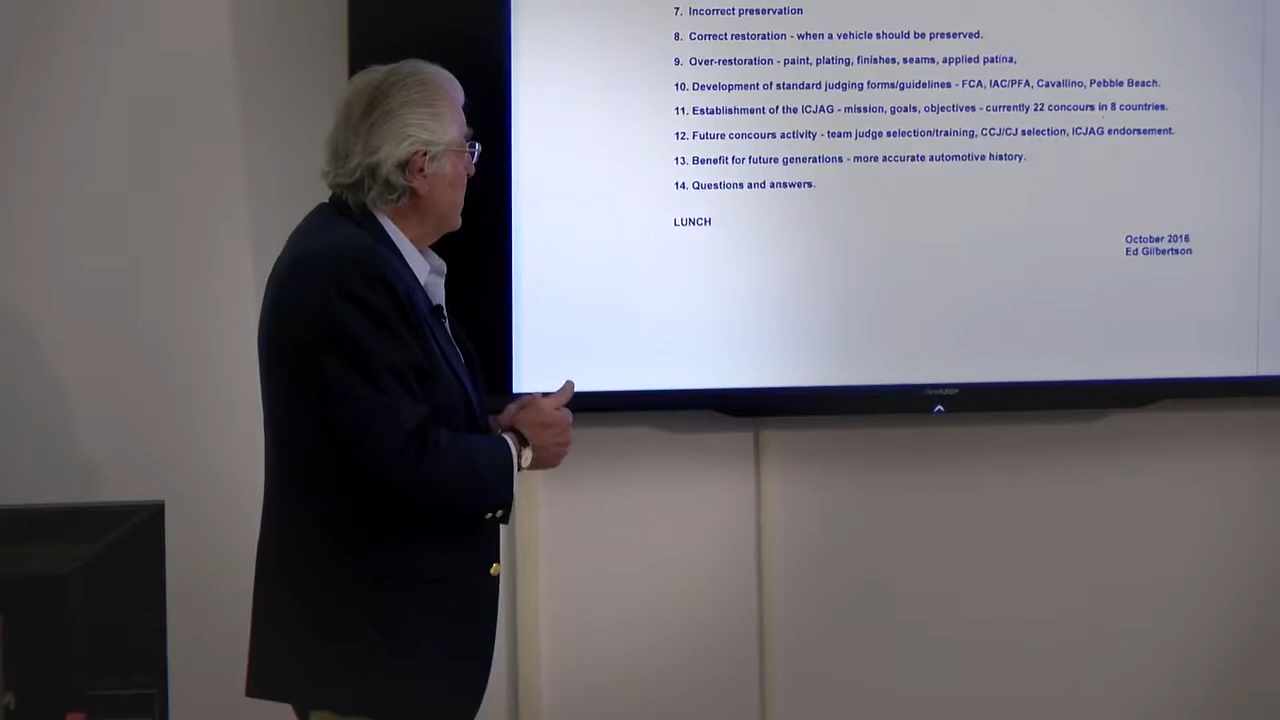 7. Incorrect preservation
8. Correct restoration - when a vehicle should be preserved.
9. Over-restoration - paint, plating, finishes, seams, applied patina,
10. Development of standard judging forms/guidelines - FCA, IAC/PFA, Cavallino, Pebble Beach.
11. Establishment of the ICJAG - mission, goals, objectives - currently 22 concours in 8 countries.
12. Future concours activity - team judge selection/training, CCJ/CJ selection, ICJAG endorsement.
13. Benefit for future generations - more accurate automotive history.
14. Questions and answers.
LUNCH
October 2016
Ed Gilbertson
SHARP